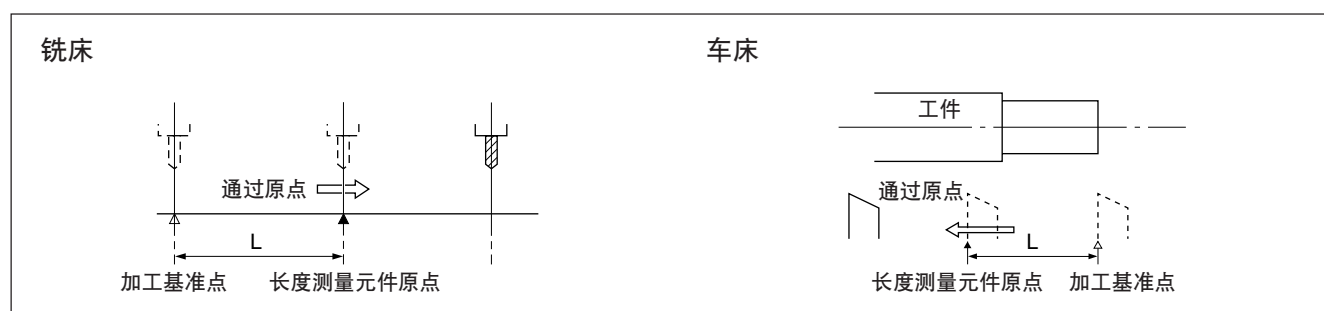 铣床
通过原点
L
加工基准点
长度测量元件原点
车床
工件
通过原点
L
长度测量元件原点
加工基准点